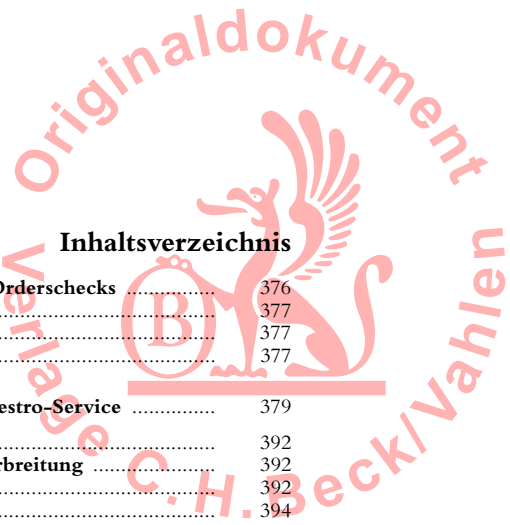 Originaldokument
Inhaltsverzeichnis
Orderschecks ................ 376
................ 377
................ 377
................ 377
estro-Service ............... 379
................ 392
rbreitung ...................... 392
................ 392
................ 394
B
Verlage C.H.Beck/Vahlen